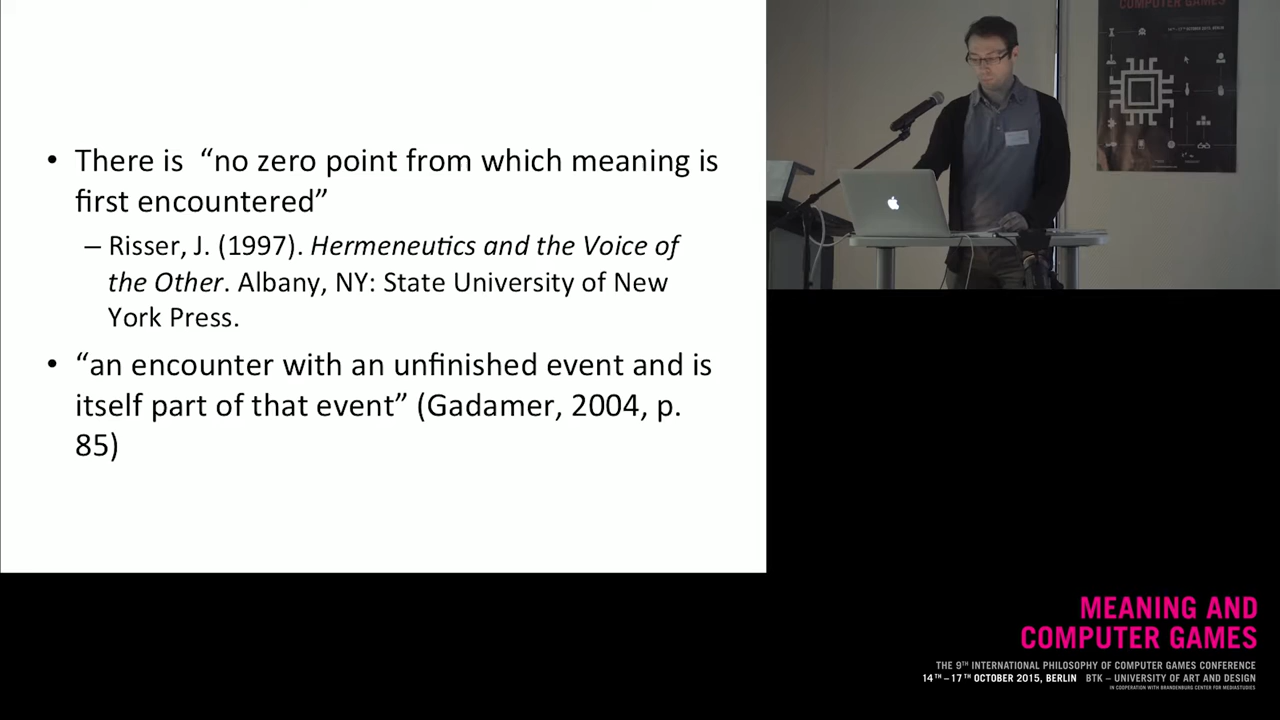 • There is “no zero point from which meaning is
first encountered”
– Risser, J. (1997). Hermeneutics and the Voice of
the Other. Albany, NY: State University of New
York Press.
• “an encounter with an unfinished event and is
itself part of that event” (Gadamer, 2004, p.
85)
COMPUTER GAMES
MEANING AND
COMPUTER GAMES
THE 9TH INTERNATIONAL PHILOSOPHY OF COMPUTER GAMES CONFERENCE
14TH – 17TH OCTOBER 2015, BERLIN BTK – UNIVERSITY OF ART AND DESIGN
IN COOPERATION WITH BRANDENBURG CENTER FOR MEDIASTUDIES